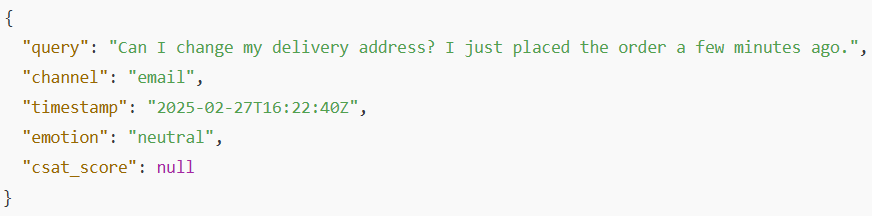 {
  "query": "Can I change my delivery address? I just placed the order a few minutes ago.",
  "channel": "email",
  "timestamp": "2025-02-27T16:22:40Z",
  "emotion": "neutral",
  "csat_score": null
}